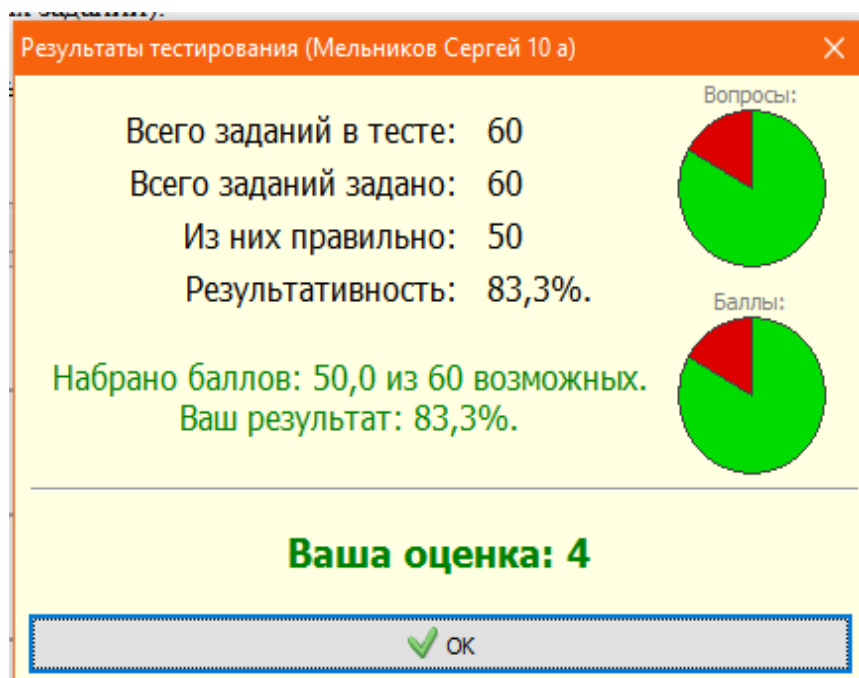 Результаты тестирования (Мельников Сергей 10 а)
Вопросы:
Всего заданий в тесте: 60
Всего заданий задано: 60
Из них правильно: 50
Результативность: 83,3%.
Баллы:
Набрано баллов: 50,0 из 60 возможных.
Ваш результат: 83,3%.
Ваша оценка: 4
ОК